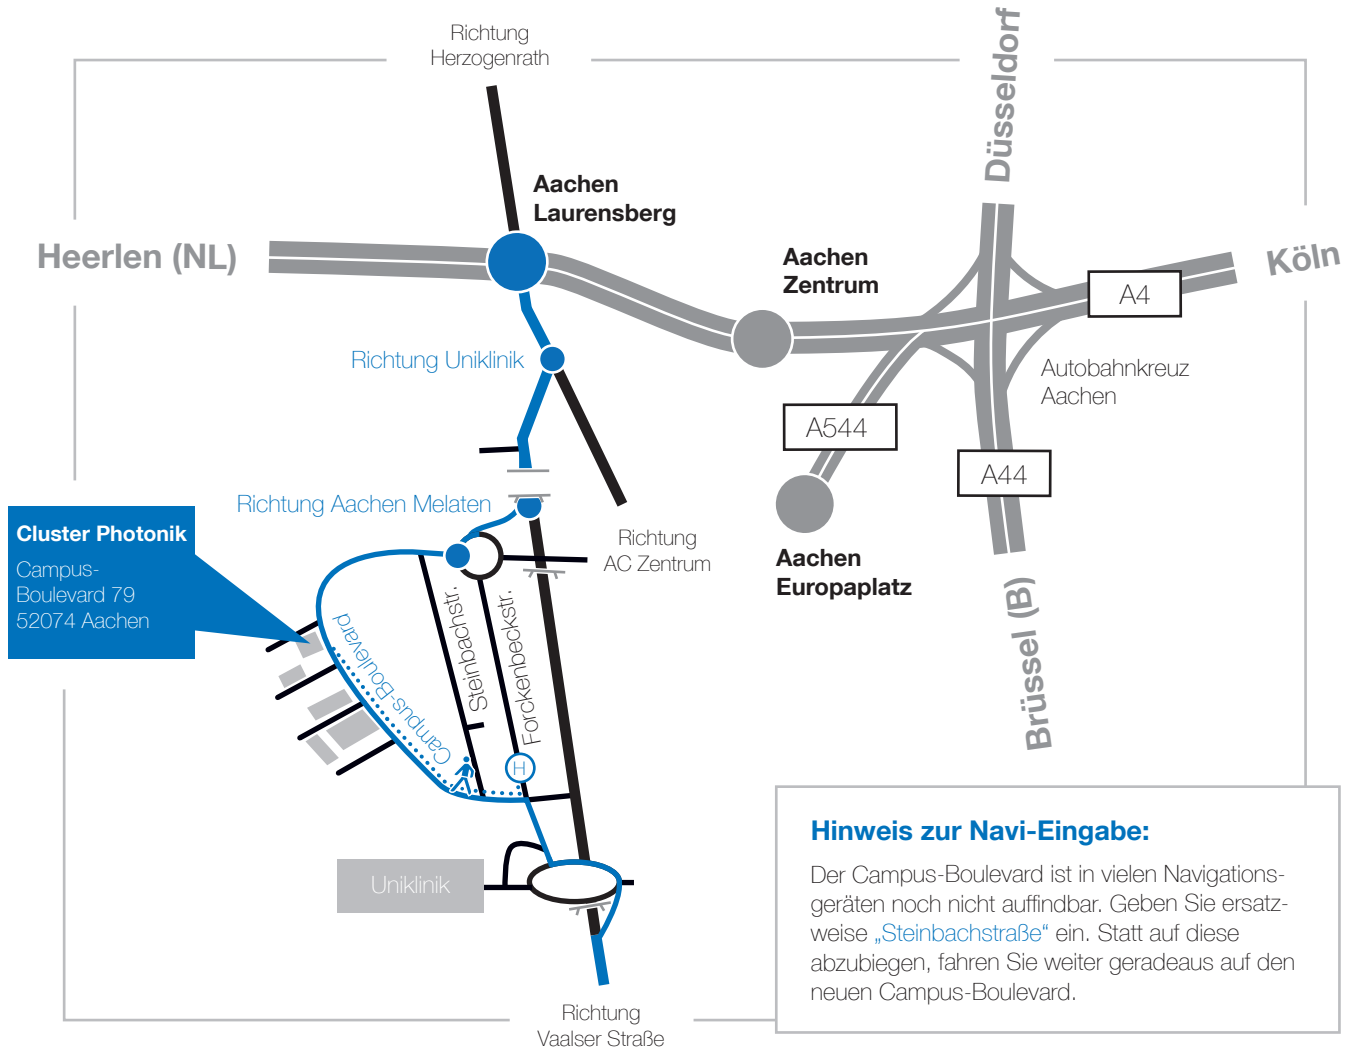 Richtung
Herzogenrath
Düsseldorf
Aachen
Laurensberg
Heerlen (NL)
Aachen
Zentrum
Köln
A4
Richtung Uniklinik
Autobahnkreuz
Aachen
A544
A44
Richtung Aachen Melaten
Cluster Photonik
Campus-
Boulevard 79
52074 Aachen
Richtung
AC Zentrum
Aachen
Europaplatz
Brüssel (B)
Steinbachstr.
Forckenbeckstr.
Campus-Boulevard
H
Uniklinik
Hinweis zur Navi-Eingabe:
Der Campus-Boulevard ist in vielen Navigations-
geräten noch nicht auffindbar. Geben Sie ersatz-
weise „Steinbachstraße“ ein. Statt auf diese
abzubiegen, fahren Sie weiter geradeaus auf den
neuen Campus-Boulevard.
Richtung
Vaalser Straße